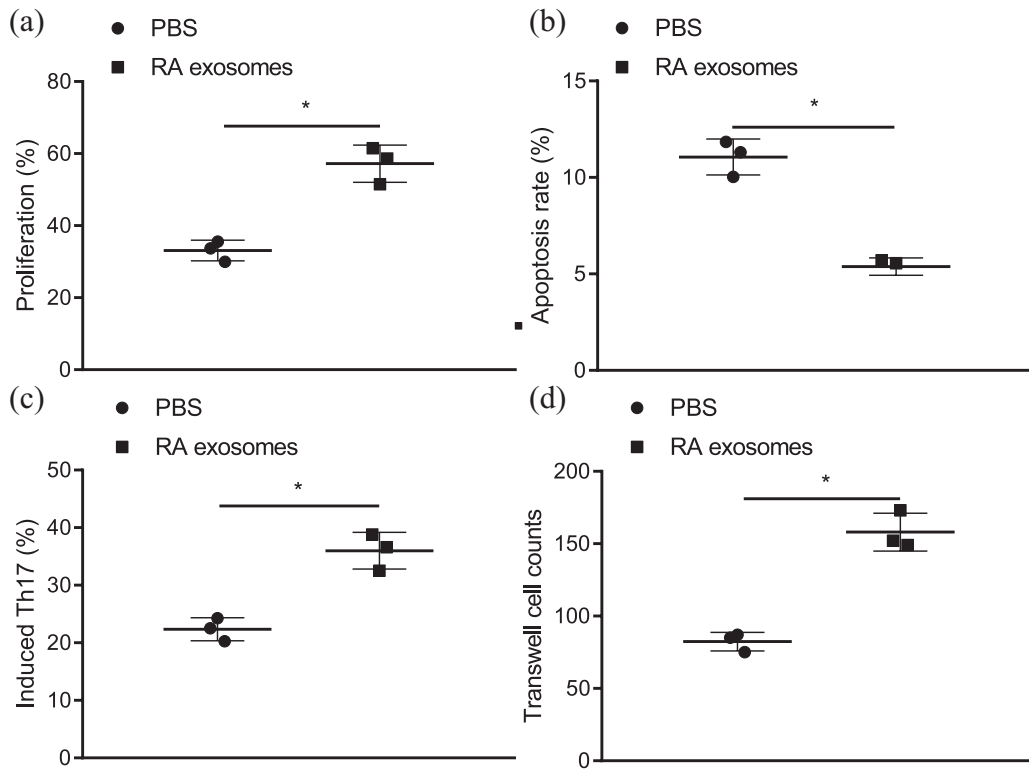 (a)
PBS
RA exosomes
80
60
40
20
0
Proliferation (%)
*
(b)
PBS
RA exosomes
15
10
5
0
Apoptosis rate (%)
*
(c)
PBS
RA exosomes
50
40
30
20
10
0
Induced Th17 (%)
*
(d)
PBS
RA exosomes
200
150
100
50
0
Transwell cell counts
*